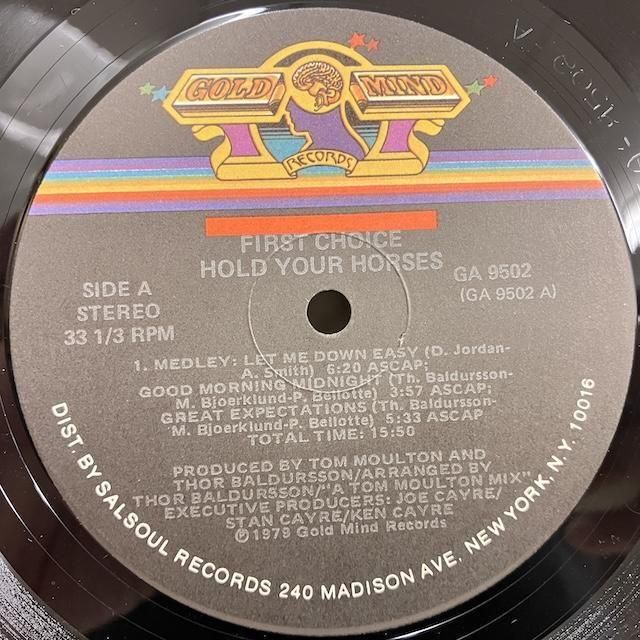 GOLD MIND
RECORDS
FIRST CHOICE
HOLD YOUR HORSES
SIDE A
STEREO
33 1/3 RPM
GA 9502
(GA 9502 A)
1. MEDLEY: LET ME DOWN EASY (D. Jordan-
A. Smith) 6:20 ASCAP;
GOOD MORNING MIDNIGHT (Th. Baldursson-
M. Bjoerklund-P. Bellotte) 3:57 ASCAP;
GREAT EXPECTATIONS (Th. Baldursson-
M. Bjoerklund-P. Bellotte) 5:33 ASCAP
TOTAL TIME: 15:50
PRODUCED BY TOM MOULTON AND
THOR BALDURSSON/ARRANGED BY
THOR BALDURSSON/"A TOM MOULTON MIX"
EXECUTIVE PRODUCERS: JOE CAYRE/
STAN CAYRE/KEN CAYRE
℗1979 Gold Mind Records
DIST. BY SALSOUL RECORDS 240 MADISON AVE. NEW YORK, N.Y. 10016